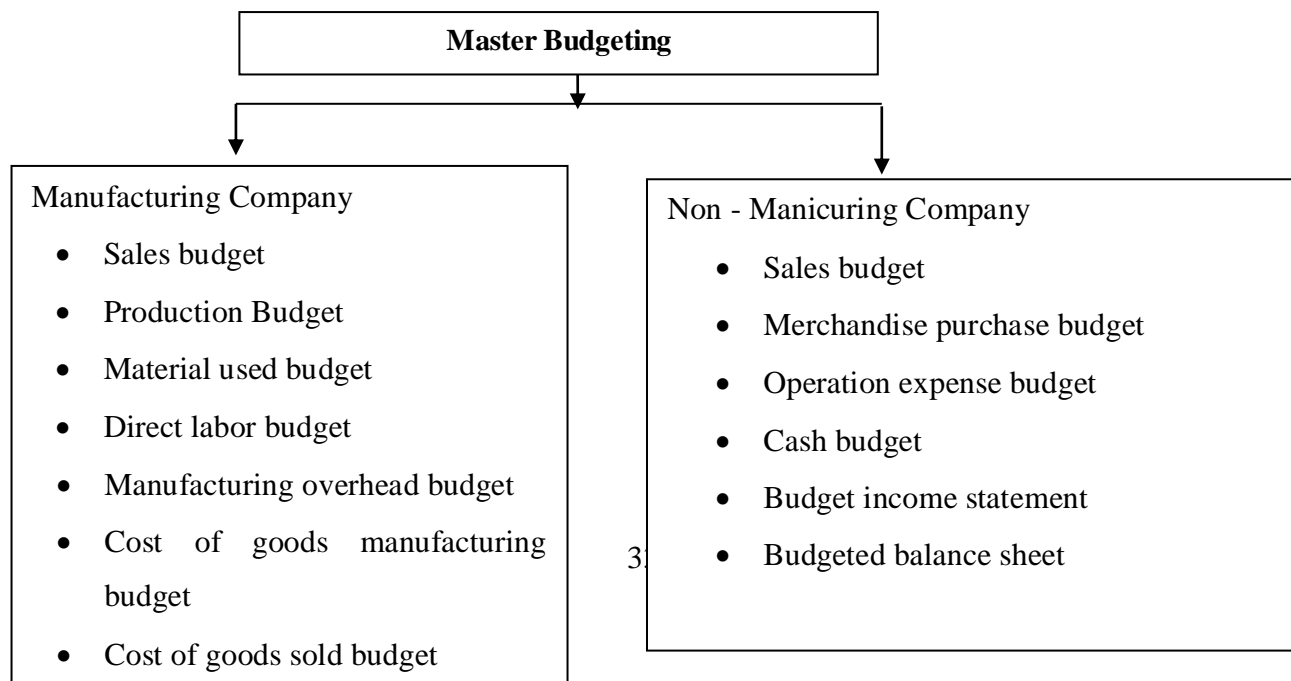 Master Budgeting
Manufacturing Company
• Sales budget
• Production Budget
• Material used budget
• Direct labor budget
• Manufacturing overhead budget
• Cost of goods manufacturing
budget
• Cost of goods sold budget
Non - Manicuring Company
• Sales budget
• Merchandise purchase budget
• Operation expense budget
• Cash budget
• Budget income statement
• Budgeted balance sheet